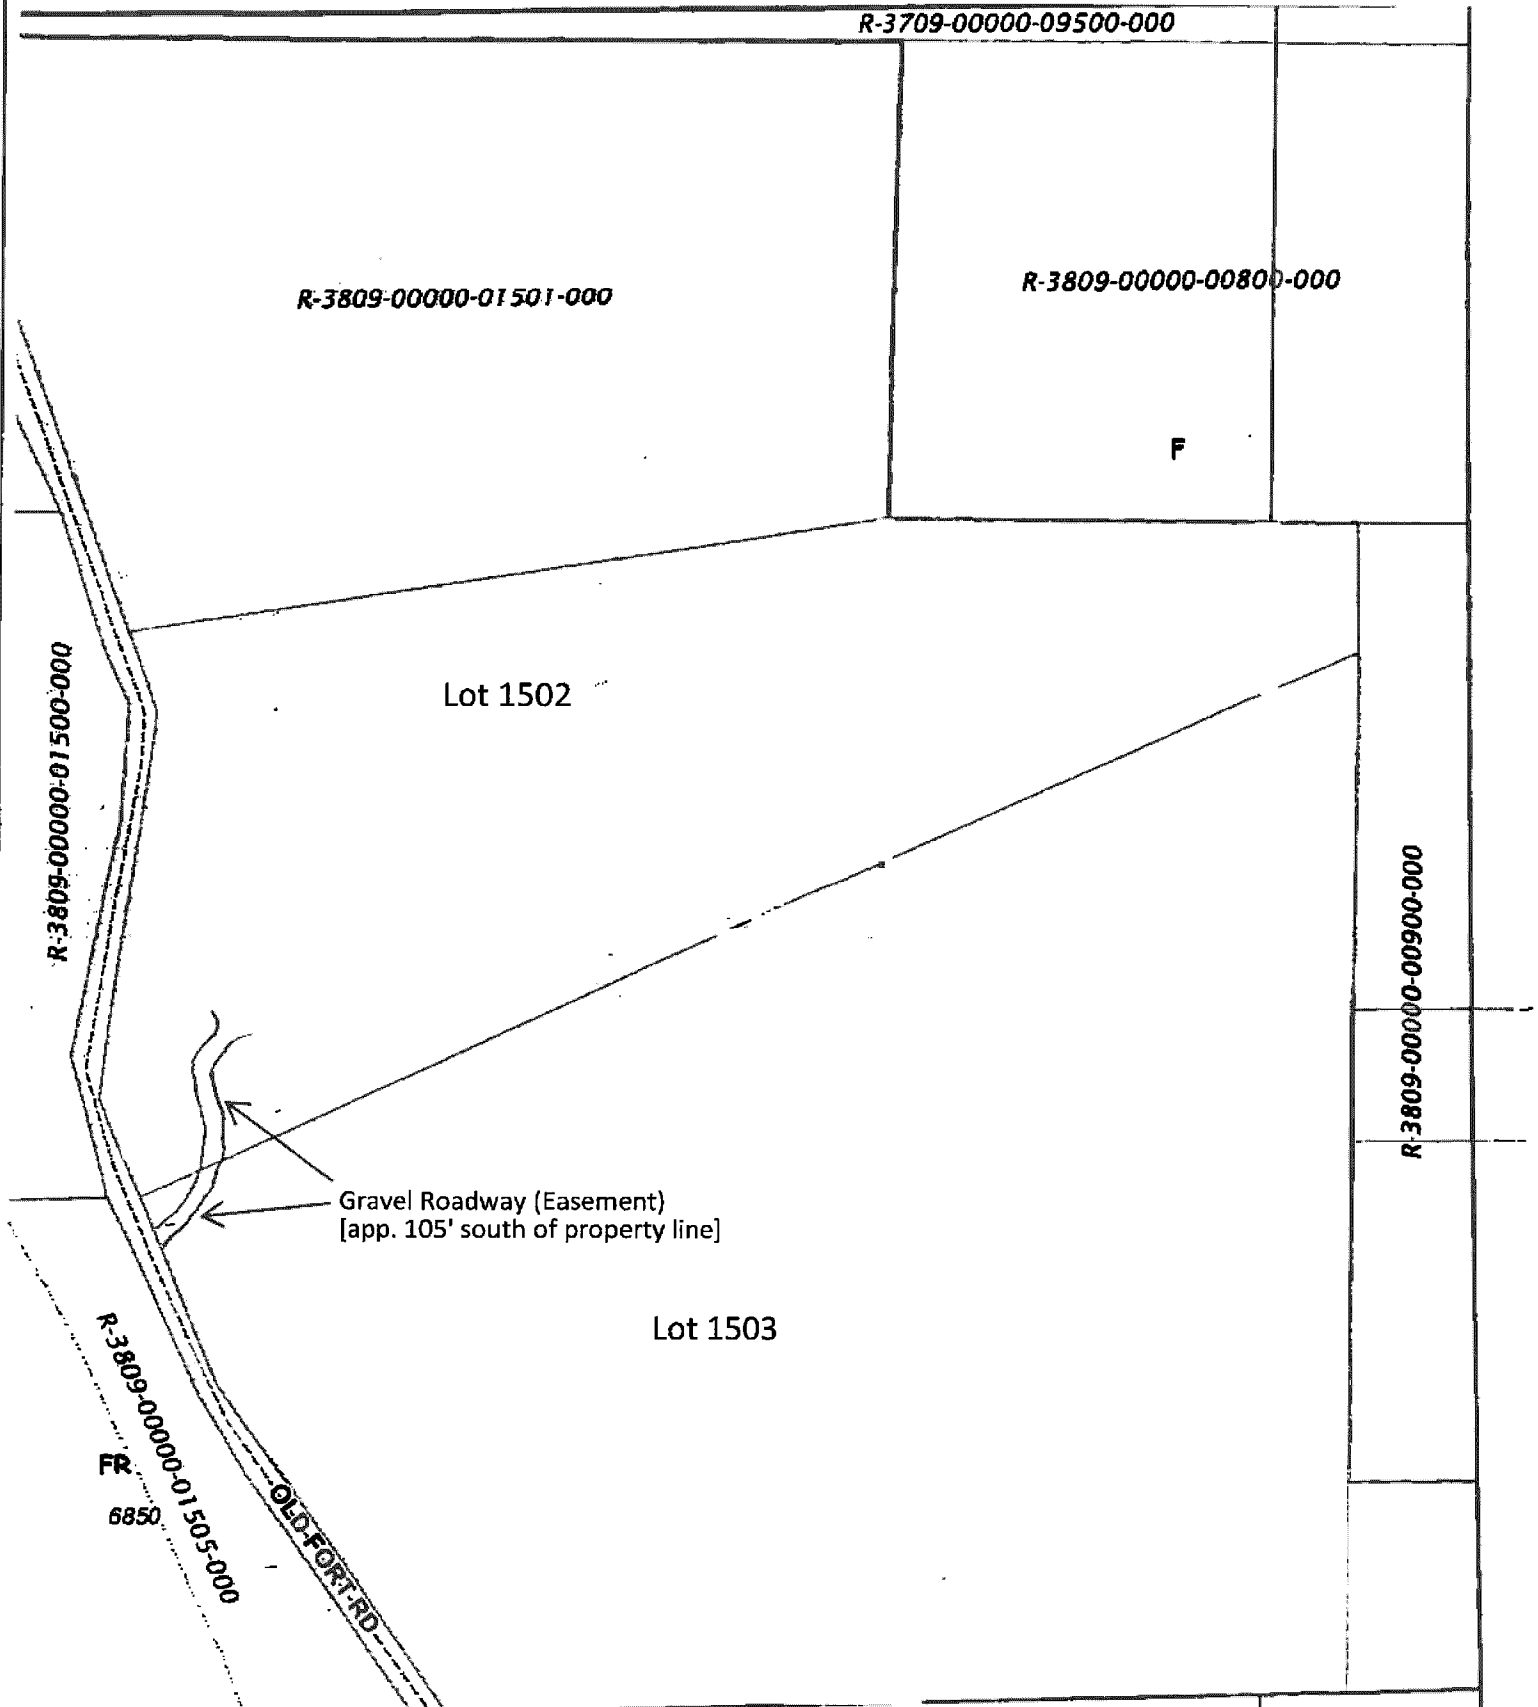 R-3709-00000-09500-000
R-3809-00000-01501-000
R-3809-00000-00800-000
F
R-3809-00000-01500-000
Lot 1502
R-3809-00000-00900-000
Gravel Roadway (Easement)
[app. 105' south of property line]
Lot 1503
R-3809-00000-01505-000
FR
6850
OLD FORT RD